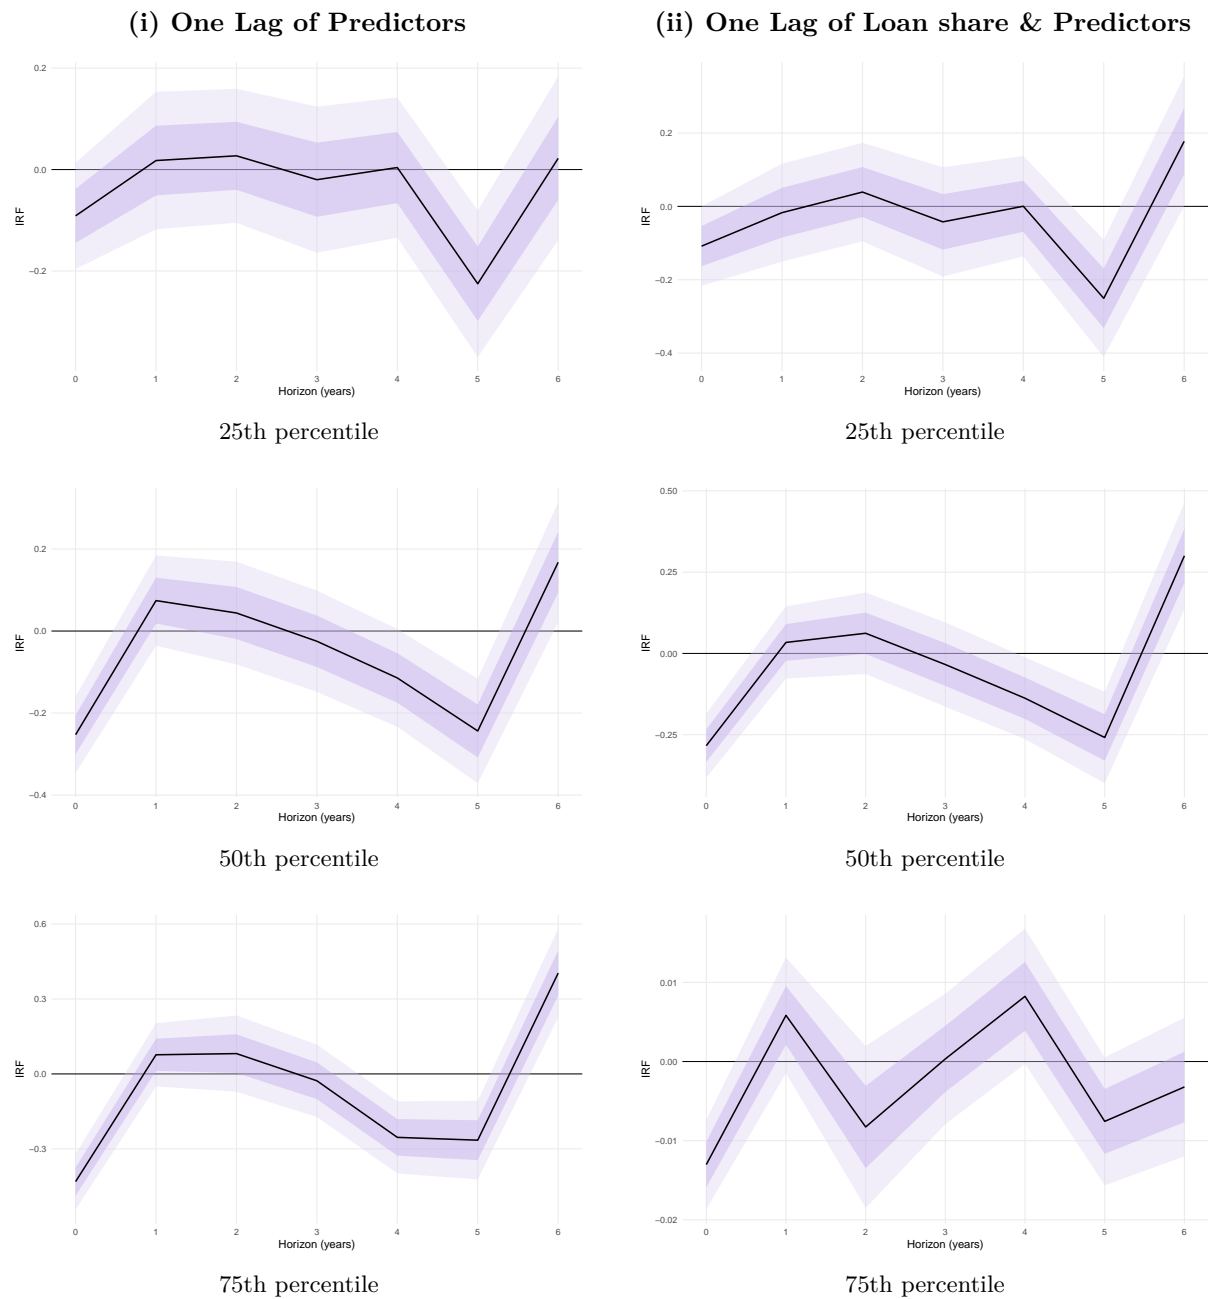 (i) One Lag of Predictors
(ii) One Lag of Loan share & Predictors
0.2
0.0
−0.2
IRF
0 1 2 3 4 5 6
Horizon (years)
25th percentile
0.2
0.0
−0.2
−0.4
IRF
0 1 2 3 4 5 6
Horizon (years)
25th percentile
0.2
0.0
−0.2
−0.4
IRF
0 1 2 3 4 5 6
Horizon (years)
50th percentile
0.50
0.25
0.00
−0.25
IRF
0 1 2 3 4 5 6
Horizon (years)
50th percentile
0.6
0.3
0.0
−0.3
IRF
0 1 2 3 4 5 6
Horizon (years)
75th percentile
0.01
0.00
−0.01
−0.02
IRF
0 1 2 3 4 5 6
Horizon (years)
75th percentile